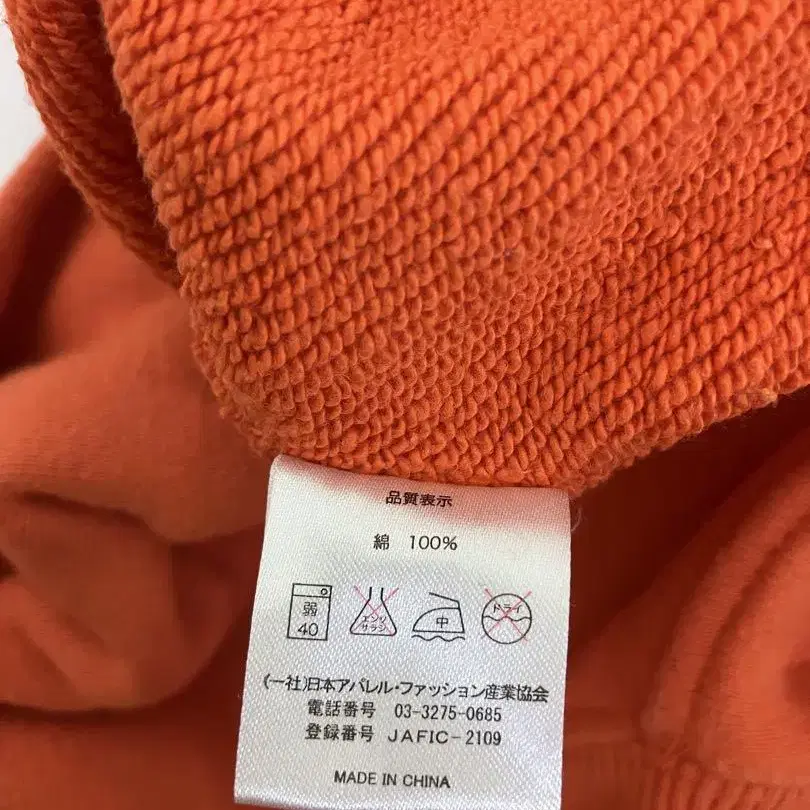 品質表示
綿 100%
弱 40 エンソ サラシ 中 ドライ
(一社)日本アパレル・ファッション産業協会
電話番号 03-3275-0685
登録番号 JAFIC-2109
MADE IN CHINA